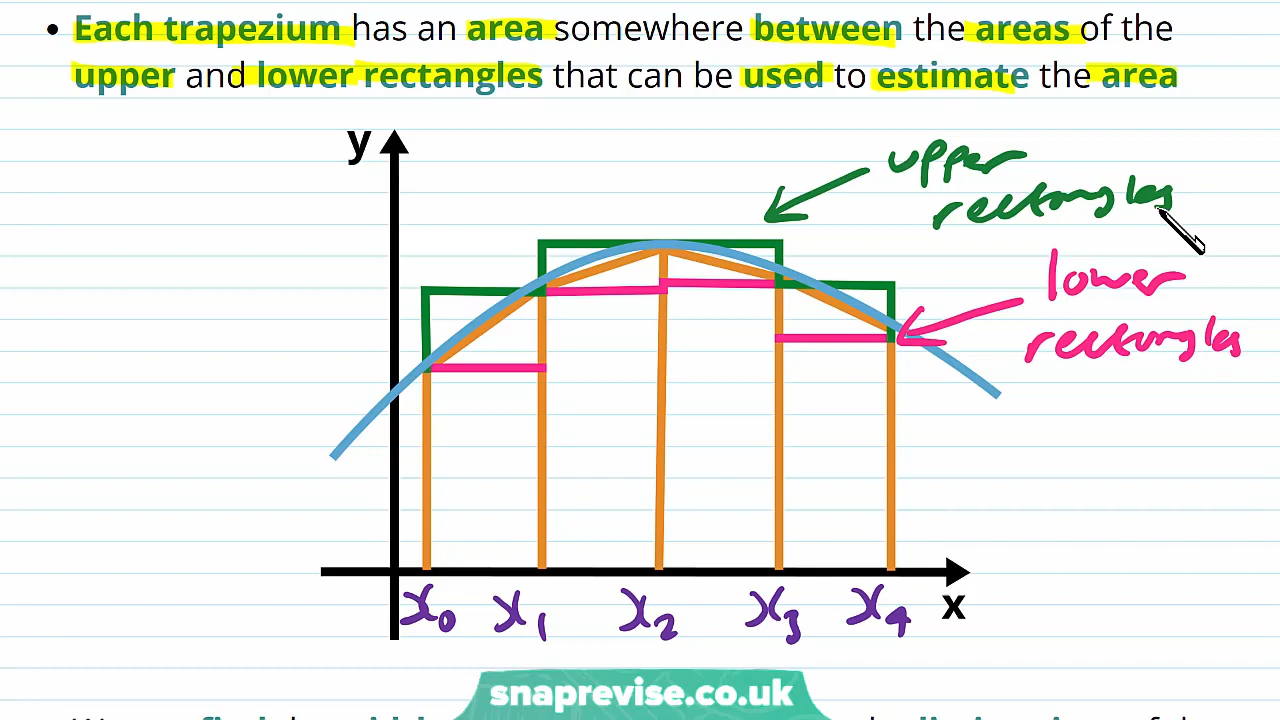 • Each trapezium has an area somewhere between the areas of the
upper and lower rectangles that can be used to estimate the area
y
upper
rectangles
lower
rectangles
x₀ x₁ x₂ x₃ x₄
x
snaprevise.co.uk